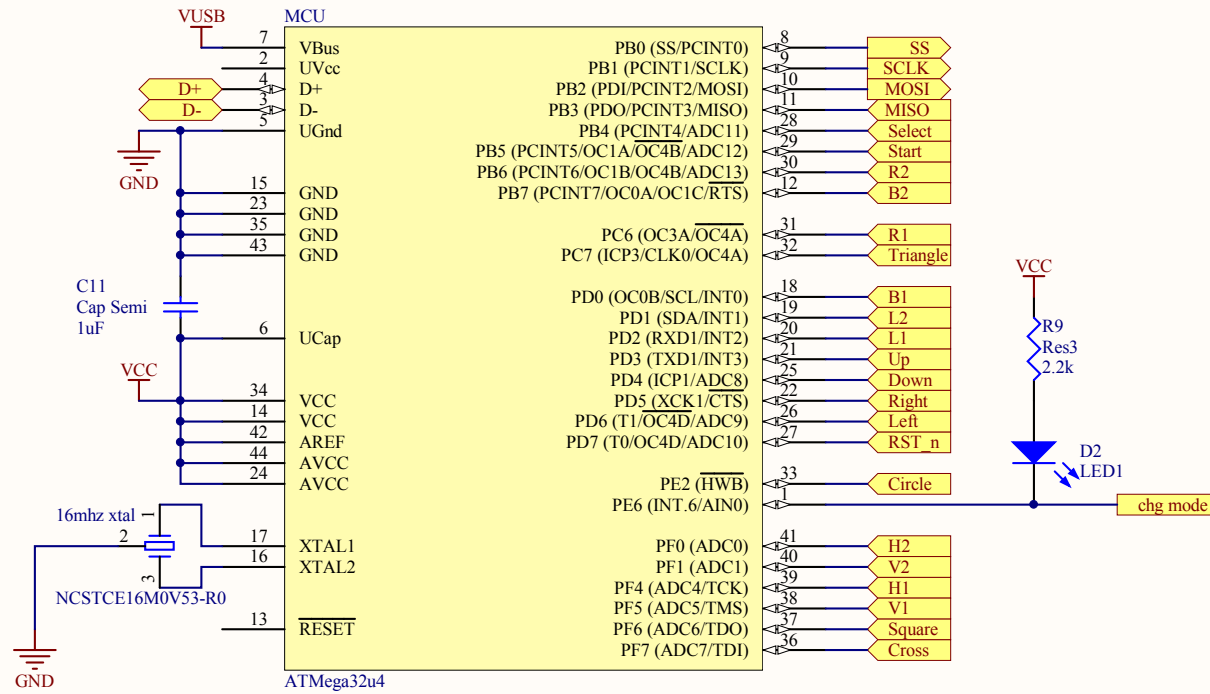 VUSB
MCU
7 VBus
2 UVcc
D+ 4 D+
D- 3 D-
5 UGnd
GND
15 GND
23 GND
35 GND
43 GND
C11
Cap Semi
1uF
6 UCap
VCC
34 VCC
14 VCC
42 AREF
44 AVCC
24 AVCC
16mhz xtal
1
2
3
17 XTAL1
16 XTAL2
NCSTCE16M0V53-R0
13 RESET
GND
ATMega32u4
PB0 (SS/PCINT0) 8 SS
PB1 (PCINT1/SCLK) 9 SCLK
PB2 (PDI/PCINT2/MOSI) 10 MOSI
PB3 (PDO/PCINT3/MISO) 11 MISO
PB4 (PCINT4/ADC11) 28 Select
PB5 (PCINT5/OC1A/OC4B/ADC12) 29 Start
PB6 (PCINT6/OC1B/OC4B/ADC13) 30 R2
PB7 (PCINT7/OC0A/OC1C/RTS) 12 B2
PC6 (OC3A/OC4A) 31 R1
PC7 (ICP3/CLK0/OC4A) 32 Triangle
PD0 (OC0B/SCL/INT0) 18 B1
PD1 (SDA/INT1) 19 L2
PD2 (RXD1/INT2) 20 L1
PD3 (TXD1/INT3) 21 Up
PD4 (ICP1/ADC8) 25 Down
PD5 (XCK1/CTS) 22 Right
PD6 (T1/OC4D/ADC9) 26 Left
PD7 (T0/OC4D/ADC10) 27 RST_n
PE2 (HWB) 33 Circle
PE6 (INT.6/AIN0) 1
PF0 (ADC0) 41 H2
PF1 (ADC1) 40 V2
PF4 (ADC4/TCK) 39 H1
PF5 (ADC5/TMS) 38 V1
PF6 (ADC6/TDO) 37 Square
PF7 (ADC7/TDI) 36 Cross
VCC
R9
Res3
2.2k
D2
LED1
chg mode